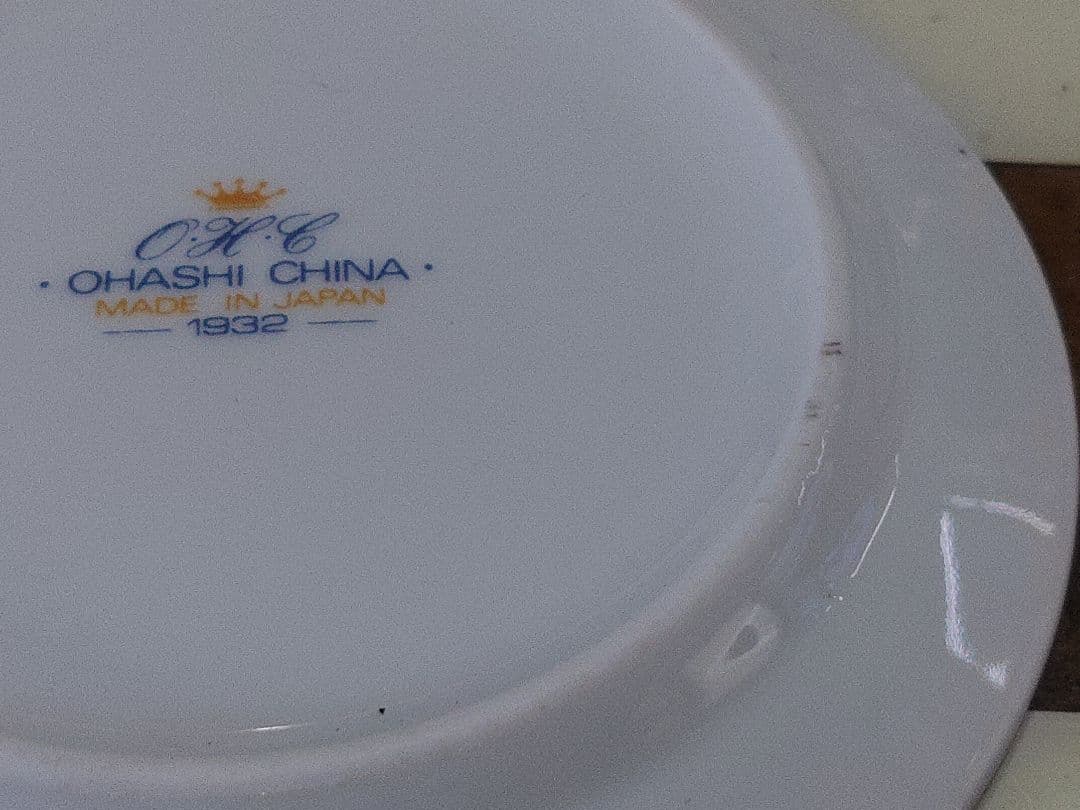 O·H·C
· OHASHI CHINA ·
MADE IN JAPAN
1932